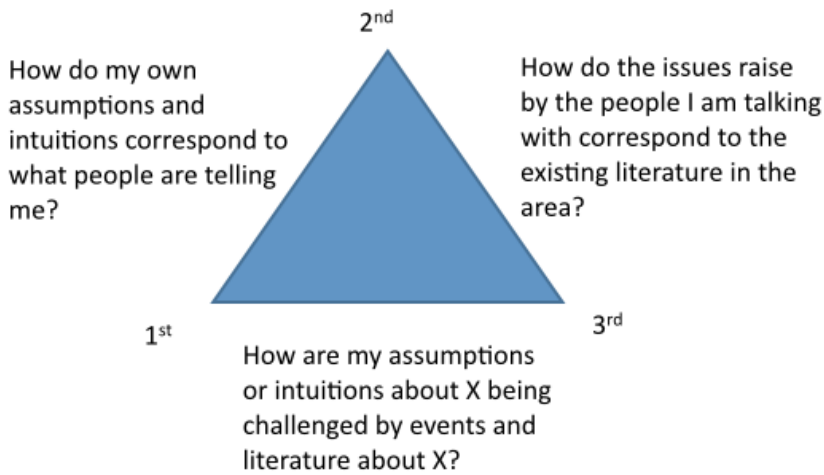 2nd
How do my own
assumptions and
intuitions correspond to
what people are telling
me?
How do the issues raise
by the people I am talking
with correspond to the
existing literature in the
area?
1st
3rd
How are my assumptions
or intuitions about X being
challenged by events and
literature about X?